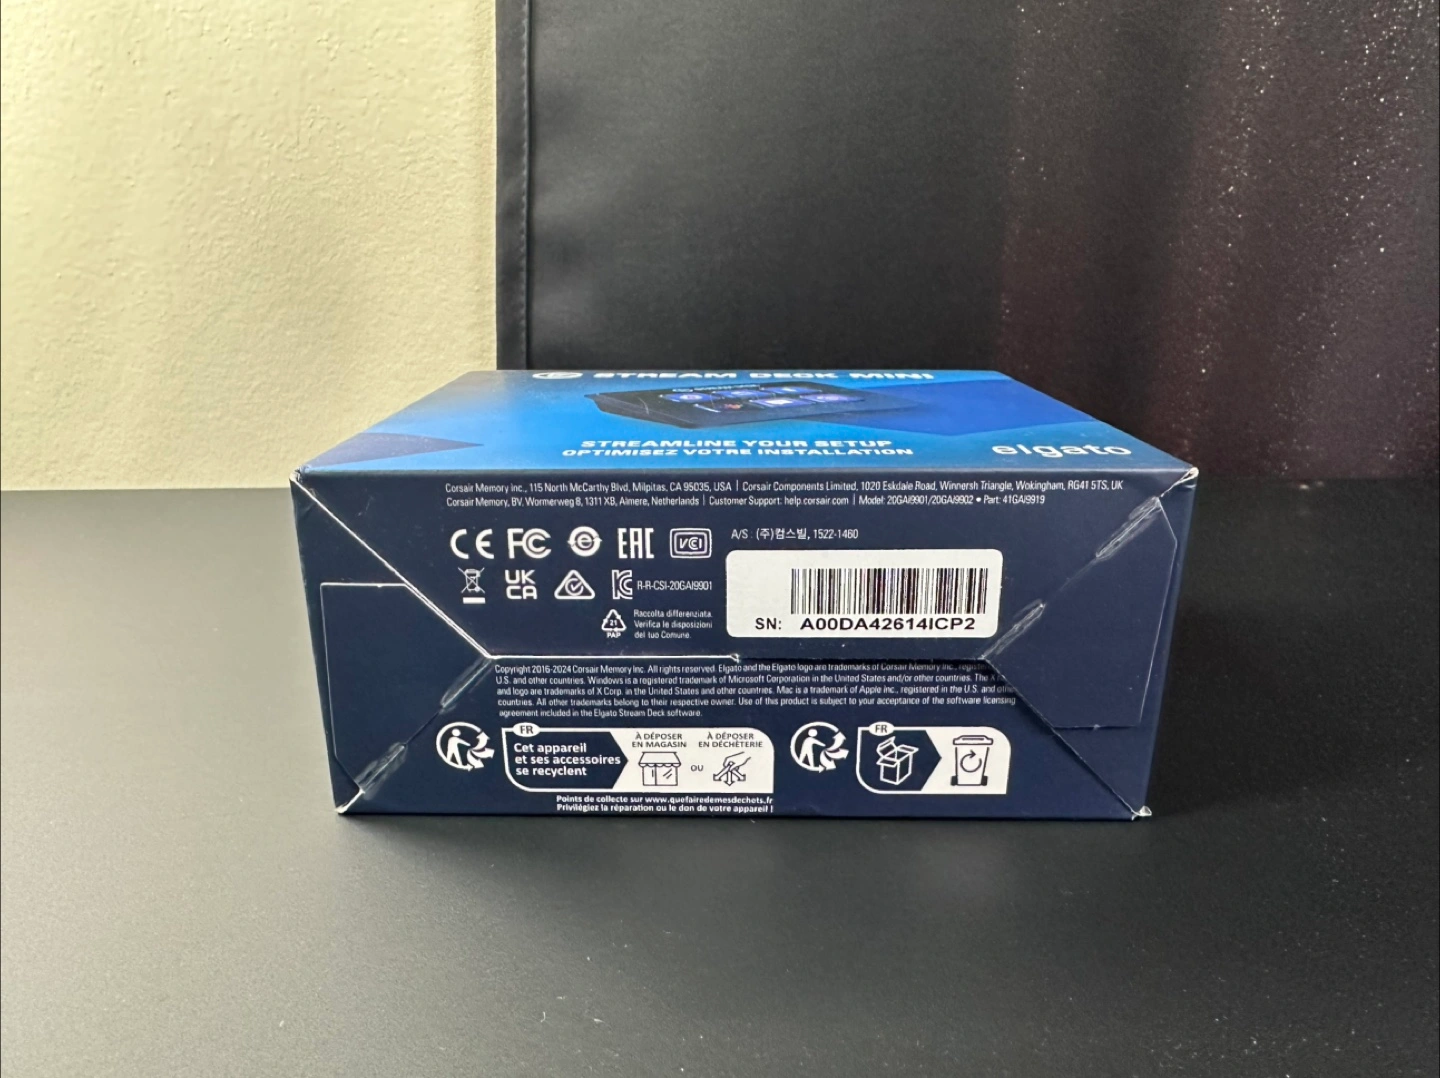 STREAM DECK MINI
STREAMLINE YOUR SETUP
OPTIMISEZ VOTRE INSTALLATION
elgato
Corsair Memory inc., 115 North McCarthy Blvd, Milpitas, CA 95035, USA | Corsair Components Limited, 1020 Eskdale Road, Winnersh Triangle, Wokingham, RG41 5TS, UK
Corsair Memory, BV. Wormerweg 8, 1311 XB, Almere, Netherlands | Customer Support: help.corsair.com | Model: 20GAI9901/20GAI9902 • Part: 41GAI9919
CE FC e EAC VCCI
A/S : (주)컴스빌, 1522-1460
UK
CA
R-R-CSI-20GAI9901
21
PAP
Raccolta differenziata.
Verifica le disposizioni
del tuo Comune.
SN: A00DA42614ICP2
Copyright 2016-2024 Corsair Memory Inc. All rights reserved. Elgato and the Elgato logo are trademarks of Corsair Memory Inc.,
U.S. and other countries. Windows is a registered trademark of Microsoft Corporation in the United States and/or other countries. The X
and logo are trademarks of X Corp. in the United States and other countries. Mac is a trademark of Apple inc., registered in the U.S. and other
countries. All other trademarks belong to their respective owner. Use of this product is subject to your acceptance of the software licensing
agreement included in the Elgato Stream Deck software.
FR
Cet appareil
et ses accessoires
se recyclent
À DÉPOSER
EN MAGASIN
OU
À DÉPOSER
EN DÉCHÈTERIE
FR
Points de collecte sur www.quefairedemesdechets.fr
Privilégiez la réparation ou le don de votre appareil !